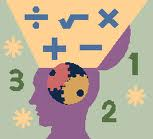 ÷ √ ×
+ −
3 1
2